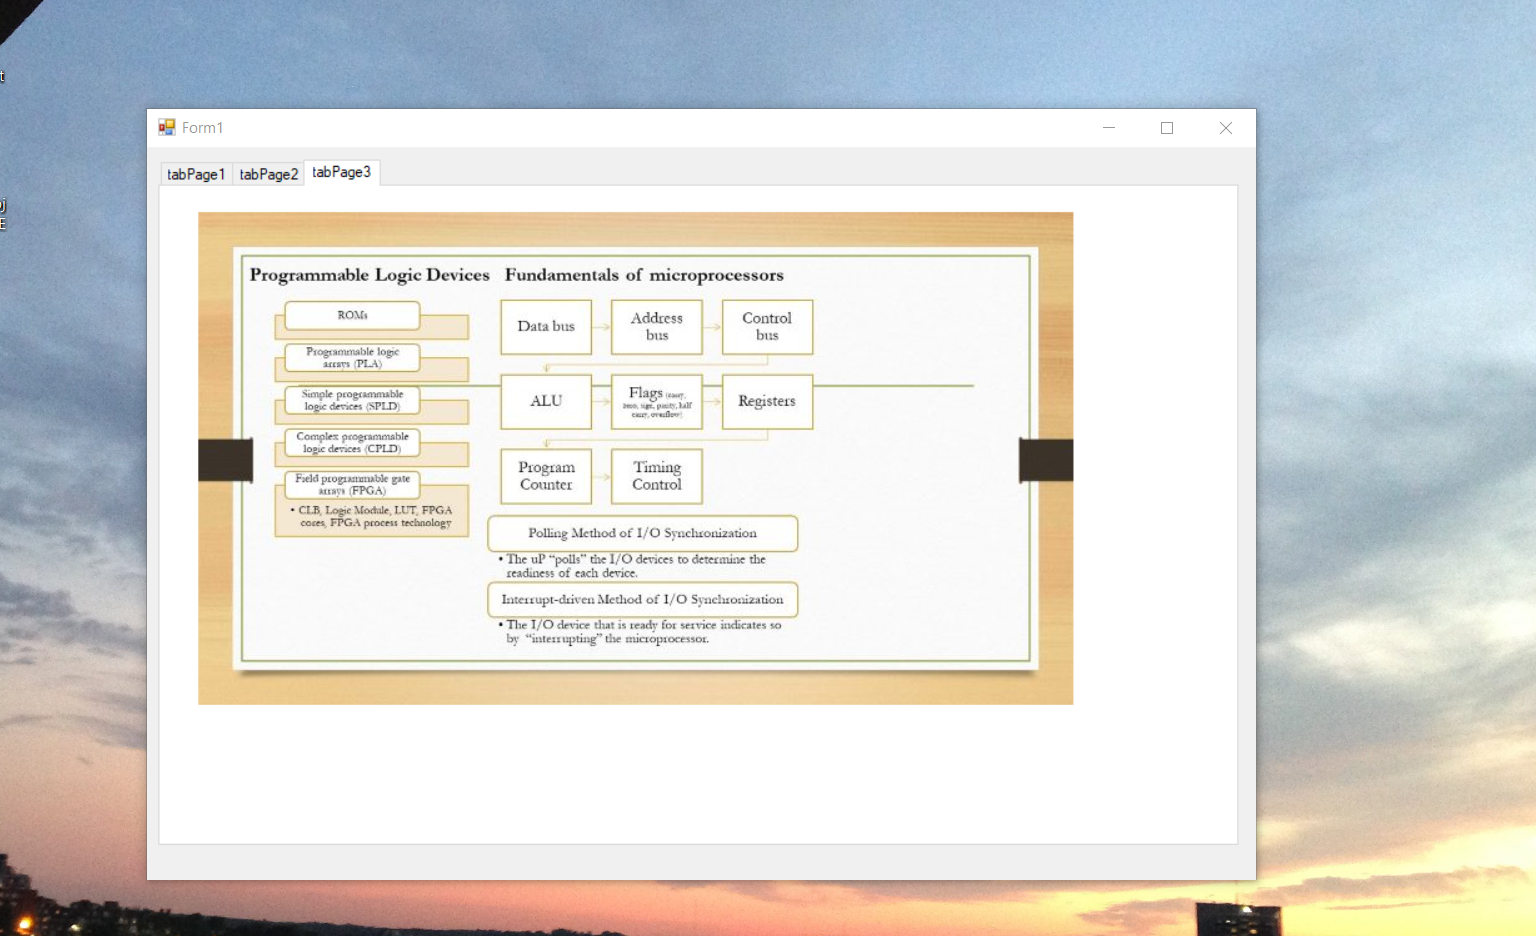 t
Form1
tabPage1 tabPage2 tabPage3
oj
E
Programmable Logic Devices
ROMs
Programmable logic
arrays (PLA)
Simple programmable
logic devices (SPLD)
Complex programmable
logic devices (CPLD)
Field programmable gate
arrays (FPGA)
• CLB, Logic Module, LUT, FPGA
cores, FPGA process technology
Fundamentals of microprocessors
Data bus
Address
bus
Control
bus
ALU
Flags (carry,
zero, sign, parity, half
carry, overflow)
Registers
Program
Counter
Timing
Control
Polling Method of I/O Synchronization
• The uP “polls” the I/O devices to determine the
readiness of each device.
Interrupt-driven Method of I/O Synchronization
• The I/O device that is ready for service indicates so
by “interrupting” the microprocessor.